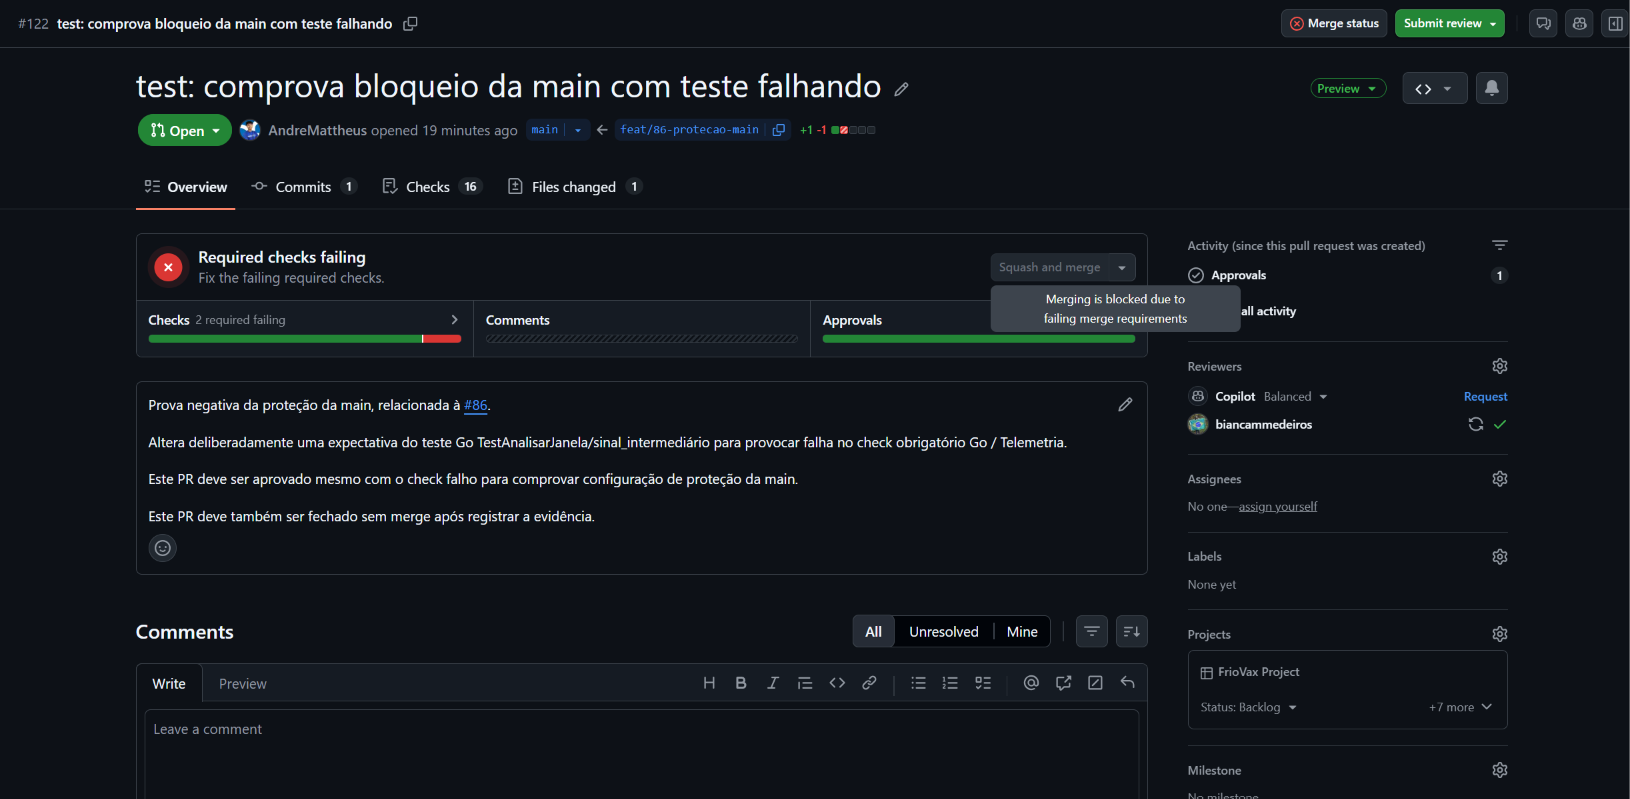 #122 test: comprova bloqueio da main com teste falhando
Merge status
Submit review
test: comprova bloqueio da main com teste falhando
Preview
Open
AndreMattheus opened 19 minutes ago
main
feat/86-protecao-main
+1 -1
Overview
Commits 1
Checks 16
Files changed 1
Required checks failing
Fix the failing required checks.
Squash and merge
Merging is blocked due to
failing merge requirements
Checks 2 required failing
Comments
Approvals
Prova negativa da proteção da main, relacionada à #86.
Altera deliberadamente uma expectativa do teste Go TestAnalisarJanela/sinal_intermediário para provocar falha no check obrigatório Go / Telemetria.
Este PR deve ser aprovado mesmo com o check falho para comprovar configuração de proteção da main.
Este PR deve também ser fechado sem merge após registrar a evidência.
Comments
All
Unresolved
Mine
Write
Preview
Leave a comment
Activity (since this pull request was created)
Approvals 1
all activity
Reviewers
Copilot Balanced
Request
biancammedeiros
Assignees
No one—assign yourself
Labels
None yet
Projects
FrioVax Project
Status: Backlog
+7 more
Milestone
No milestone